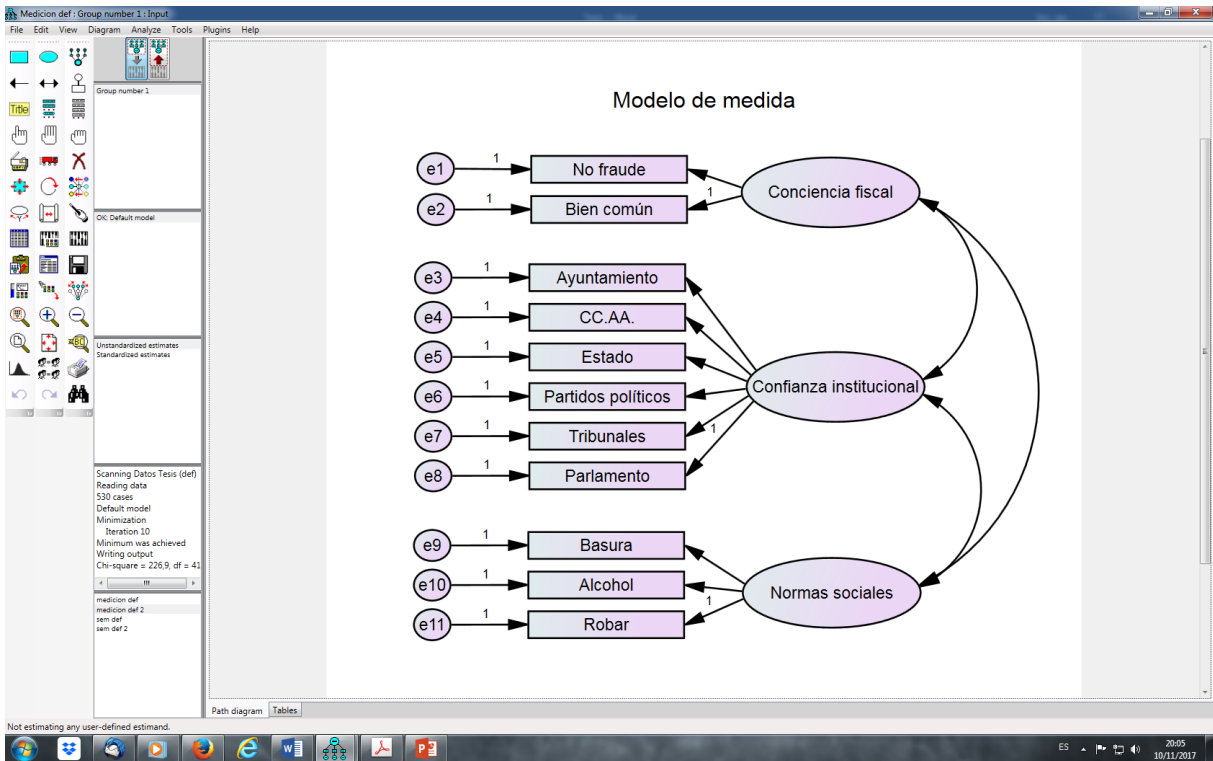 Medicion def : Group number 1 : Input
File Edit View Diagram Analyze Tools Plugins Help
Title
Group number 1
OK: Default model
Unstandardized estimates
Standardized estimates
Scanning Datos Tesis (def)
Reading data
530 cases
Default model
Minimization
Iteration 10
Minimum was achieved
Writing output
Chi-square = 226,9, df = 41
medicion def
medicion def 2
sem def
sem def 2
Modelo de medida
e1 1 No fraude
e2 1 Bien común
1 Conciencia fiscal
e3 1 Ayuntamiento
e4 1 CC.AA.
e5 1 Estado
e6 1 Partidos políticos
e7 1 Tribunales
e8 1 Parlamento
1 Confianza institucional
e9 1 Basura
e10 1 Alcohol
e11 1 Robar
1 Normas sociales
Path diagram Tables
Not estimating any user-defined estimand.
ES 20:05
10/11/2017